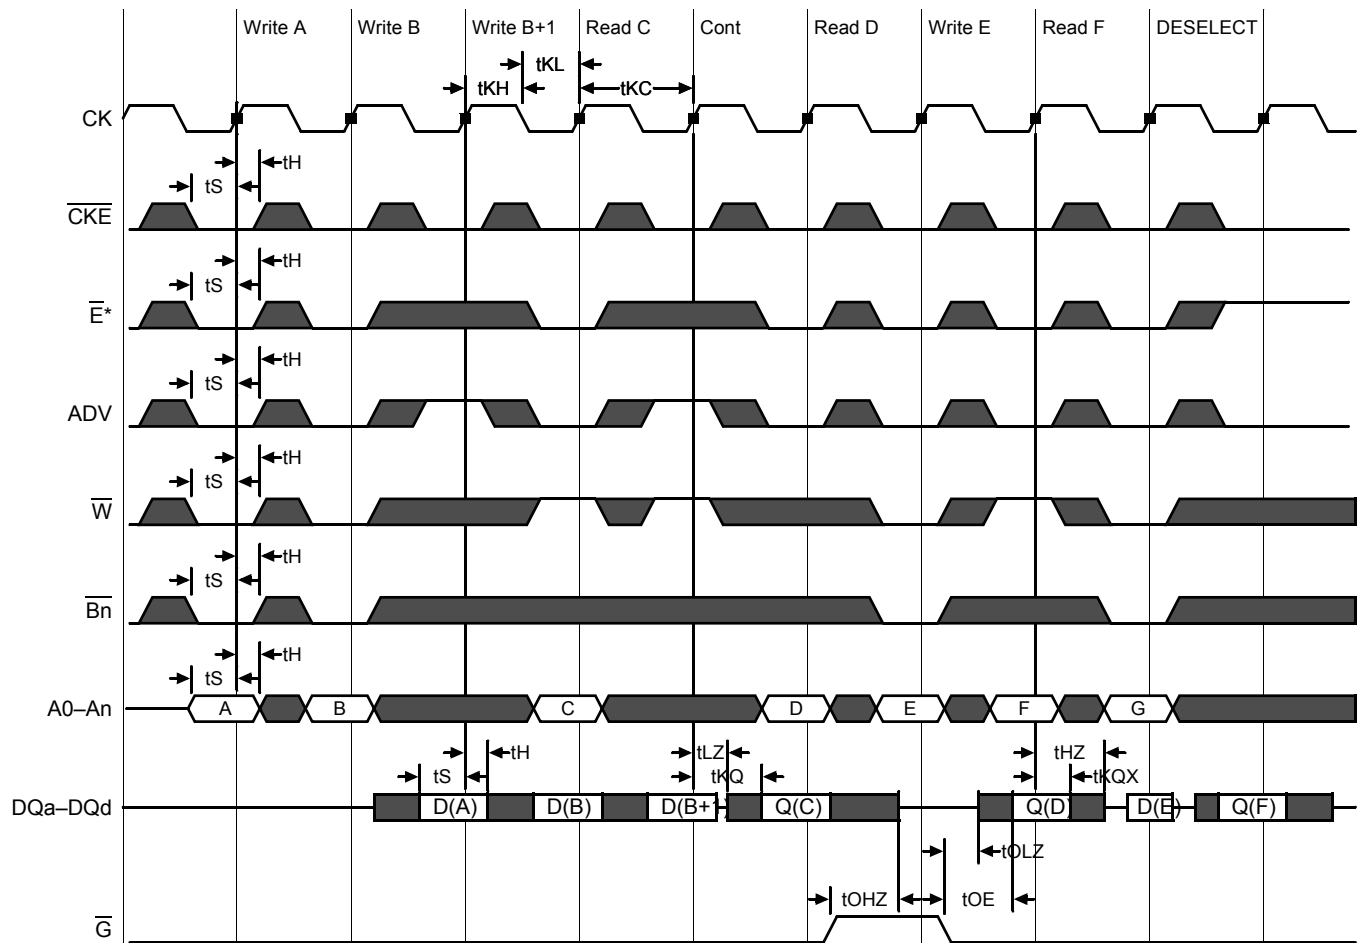 Write A Write B Write B+1 Read C Cont Read D Write E Read F DESELECT
tKL
tKH tKC
CK
tH
tS
CKE
tH
tS
E*
tH
tS
ADV
tH
tS
W
tH
tS
Bn
tH
tS
A0–An A B C D E F G
tH tLZ tHZ
tS tKQ tKQX
DQa–DQd D(A) D(B) D(B+1) Q(C) Q(D) D(E) Q(F)
tOLZ
tOHZ tOE
G